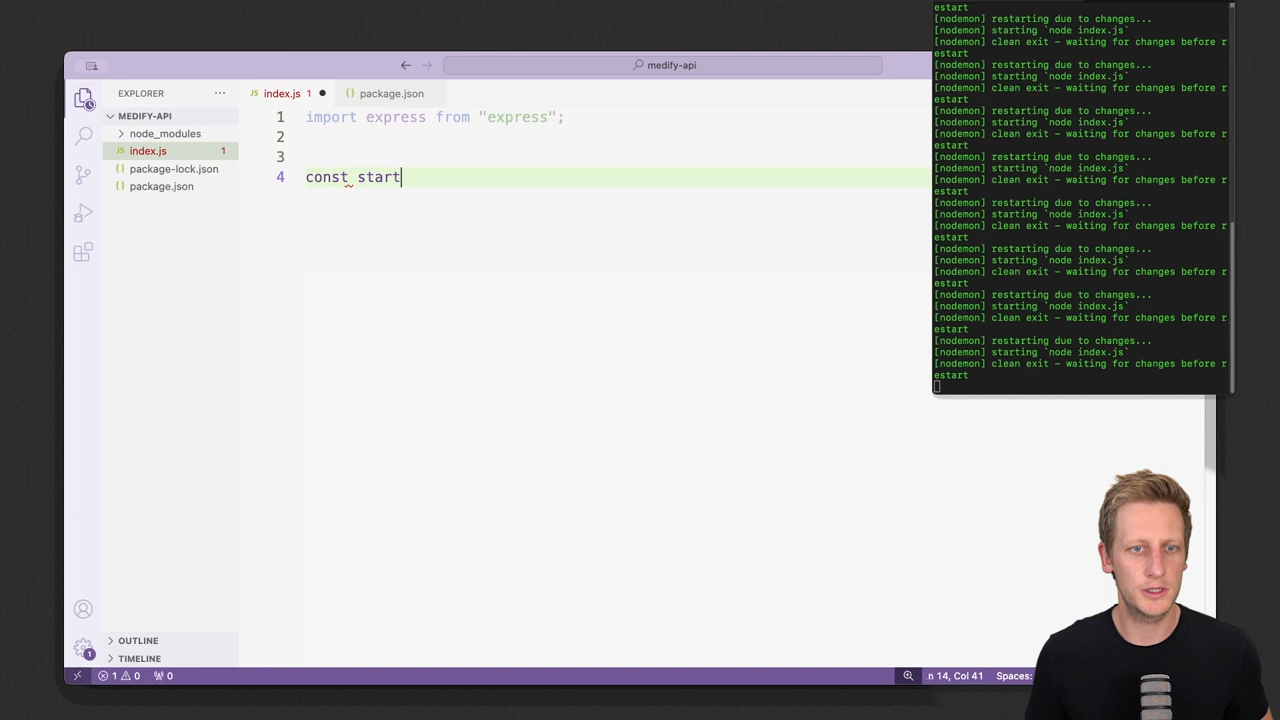 estart
[nodemon] restarting due to changes...
[nodemon] starting `node index.js`
[nodemon] clean exit - waiting for changes before r
estart
[nodemon] restarting due to changes...
[nodemon] starting `node index.js`
[nodemon] clean exit - waiting for changes before r
estart
[nodemon] restarting due to changes...
[nodemon] starting `node index.js`
[nodemon] clean exit - waiting for changes before r
estart
[nodemon] restarting due to changes...
[nodemon] starting `node index.js`
[nodemon] clean exit - waiting for changes before r
estart
[nodemon] restarting due to changes...
[nodemon] starting `node index.js`
[nodemon] clean exit - waiting for changes before r
estart
[nodemon] restarting due to changes...
[nodemon] starting `node index.js`
[nodemon] clean exit - waiting for changes before r
estart
[nodemon] restarting due to changes...
[nodemon] starting `node index.js`
[nodemon] clean exit - waiting for changes before r
estart
[nodemon] restarting due to changes...
[nodemon] starting `node index.js`
[nodemon] clean exit - waiting for changes before r
estart
medify-api
EXPLORER ···
index.js 1
package.json
MEDIFY-API
node_modules
index.js 1
package-lock.json
package.json
1 import express from "express";
2
3
4 const start
OUTLINE
TIMELINE
1
1 0 0
n 14, Col 41 Spaces: